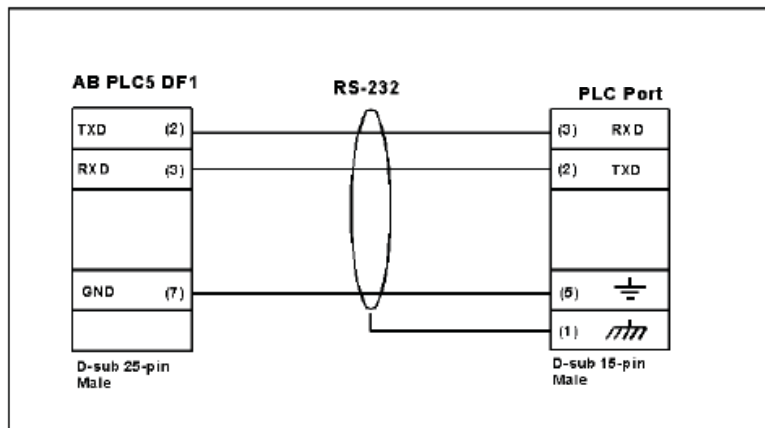 AB PLC5 DF1
RS-232
PLC Port
TXD (2)
(3) RXD
RXD (3)
(2) TXD
GND (7)
(5)
(1)
D-sub 25-pin
Male
D-sub 15-pin
Male